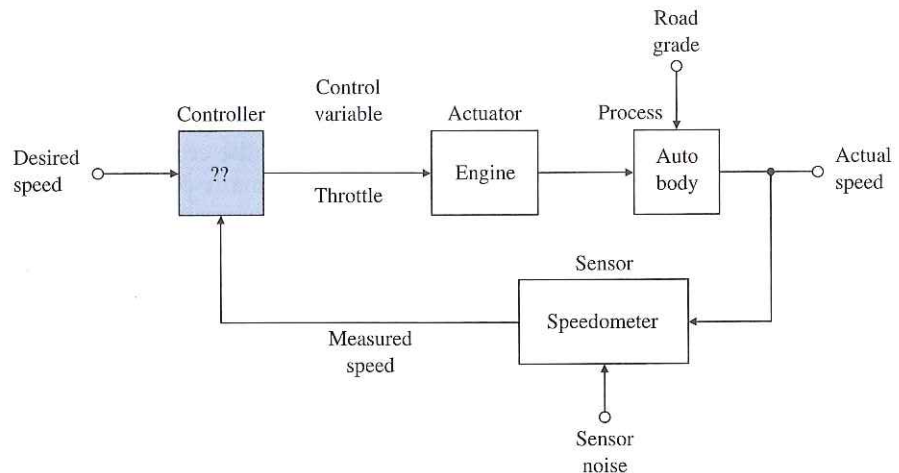 Road
grade
Control
variable
Controller
Actuator
Process
Desired
speed
??
Throttle
Engine
Auto
body
Actual
speed
Sensor
Speedometer
Measured
speed
Sensor
noise